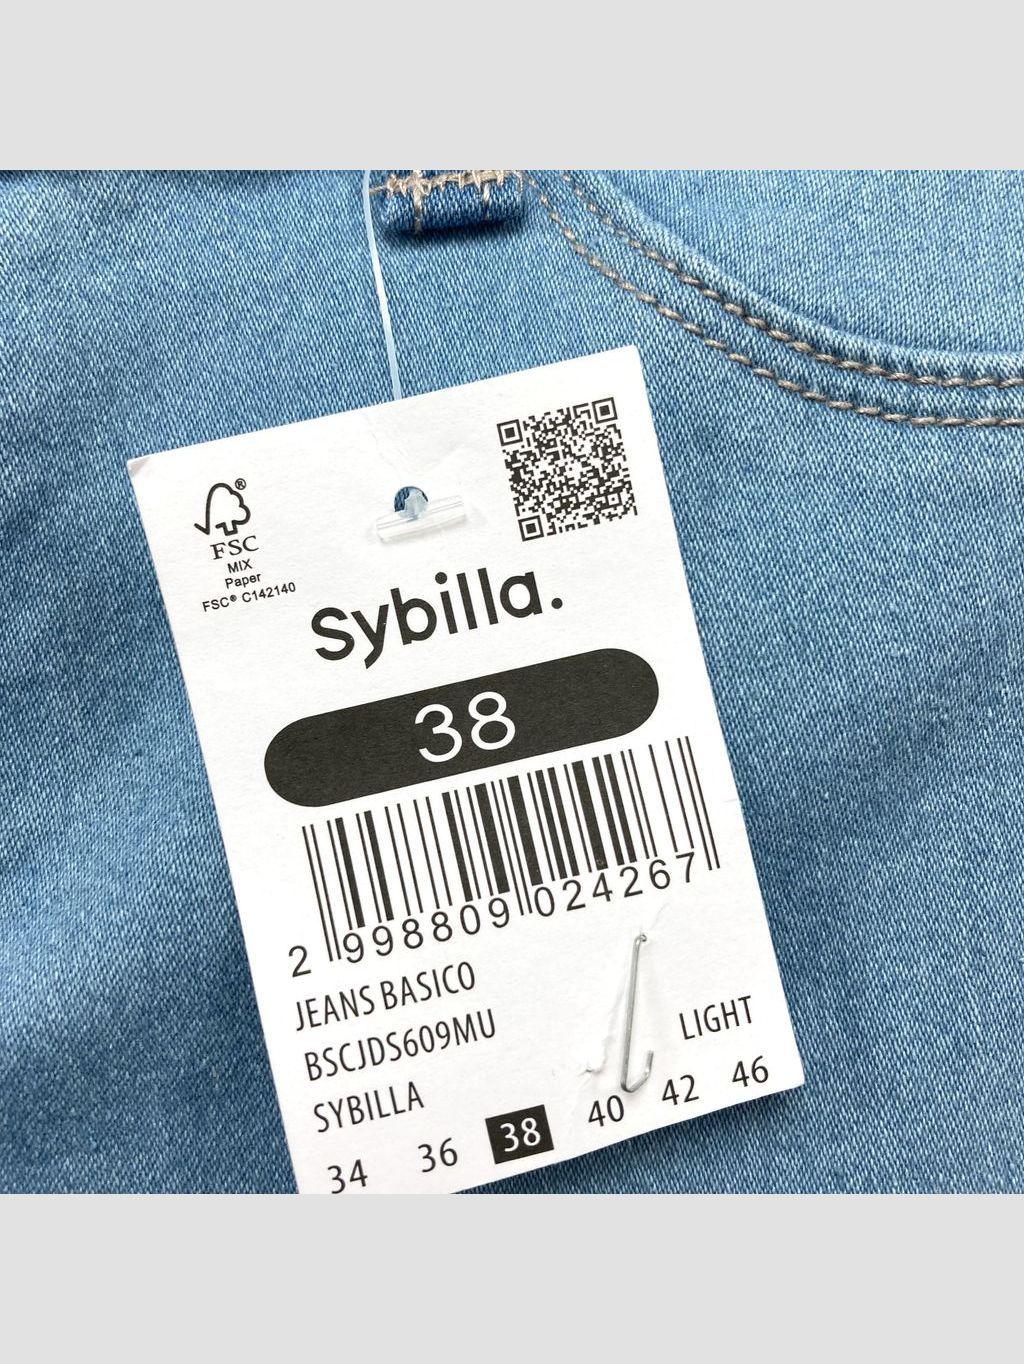 FSC®
MIX
Paper
FSC® C142140
Sybilla.
38
2 998809 024267
JEANS BASICO
BSCJDS609MU LIGHT
SYBILLA
34 36 38 40 42 46